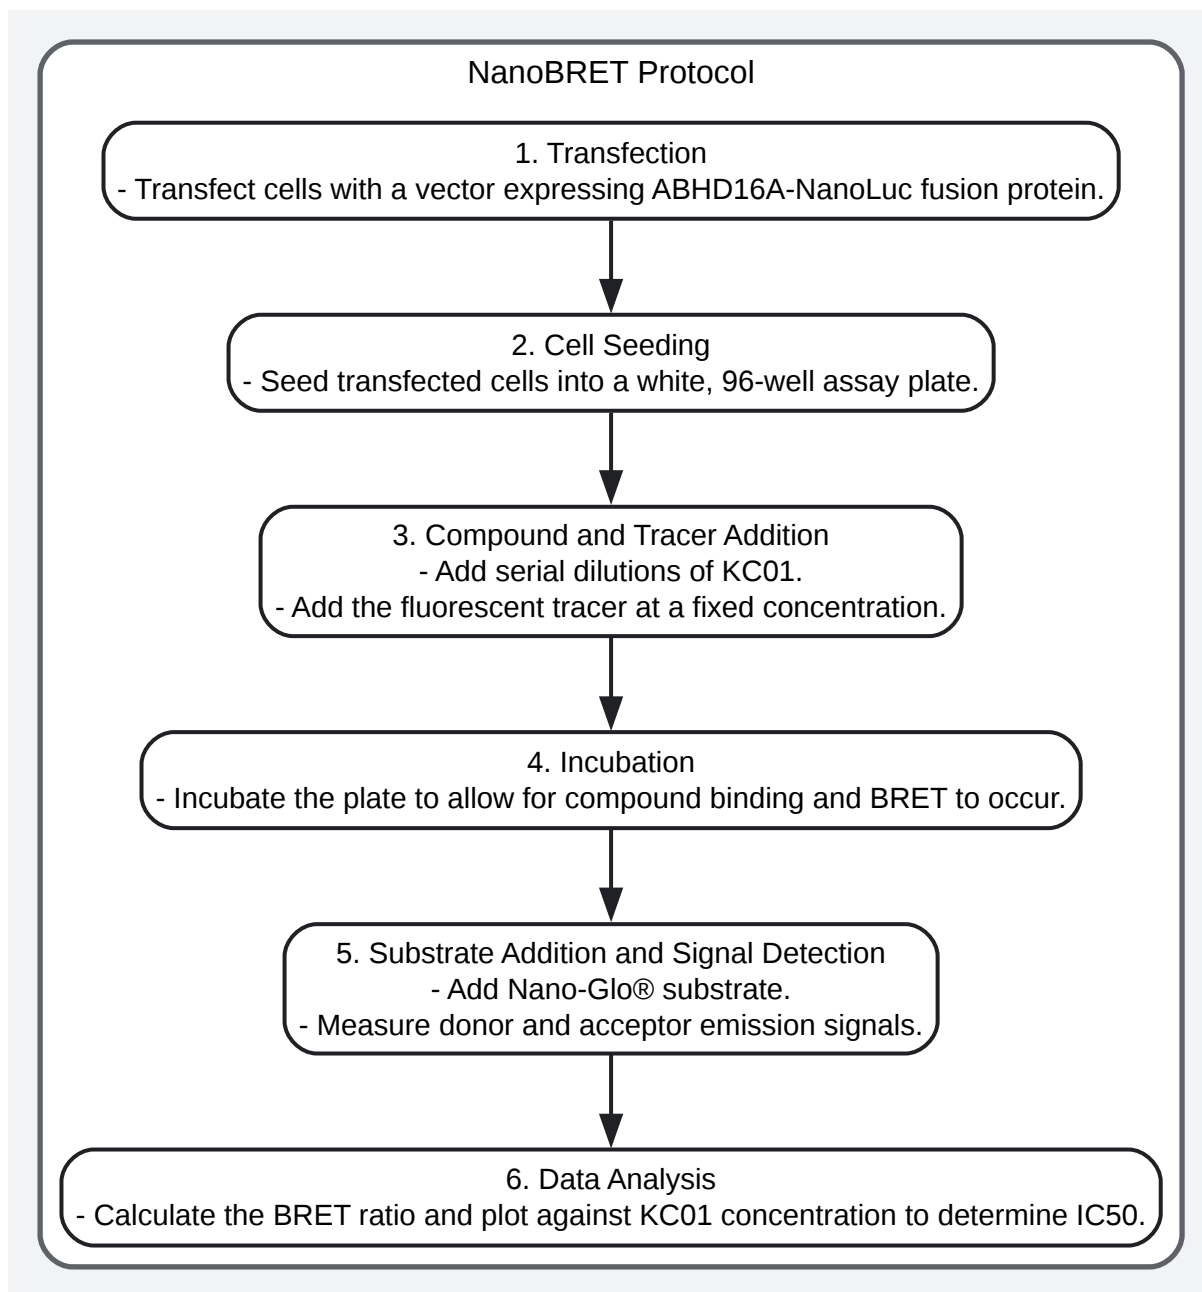 NanoBRET Protocol
1. Transfection
- Transfect cells with a vector expressing ABHD16A-NanoLuc fusion protein.
2. Cell Seeding
- Seed transfected cells into a white, 96-well assay plate.
3. Compound and Tracer Addition
- Add serial dilutions of KC01.
- Add the fluorescent tracer at a fixed concentration.
4. Incubation
- Incubate the plate to allow for compound binding and BRET to occur.
5. Substrate Addition and Signal Detection
- Add Nano-Glo® substrate.
- Measure donor and acceptor emission signals.
6. Data Analysis
- Calculate the BRET ratio and plot against KC01 concentration to determine IC50.